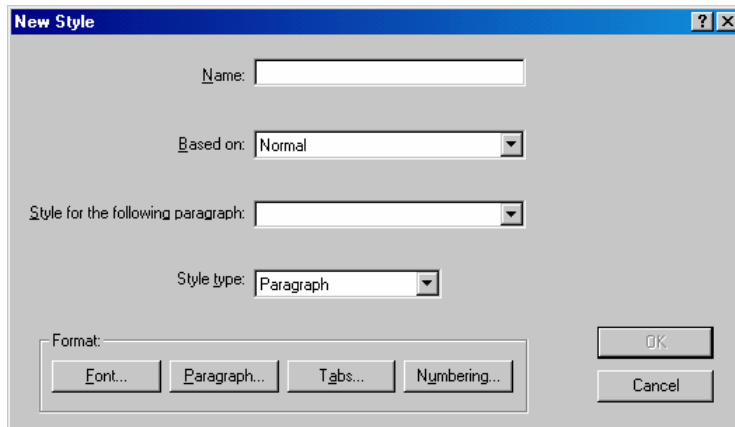 New Style
Name:
Based on: Normal
Style for the following paragraph:
Style type: Paragraph
Format:
Font... Paragraph... Tabs... Numbering...
OK
Cancel